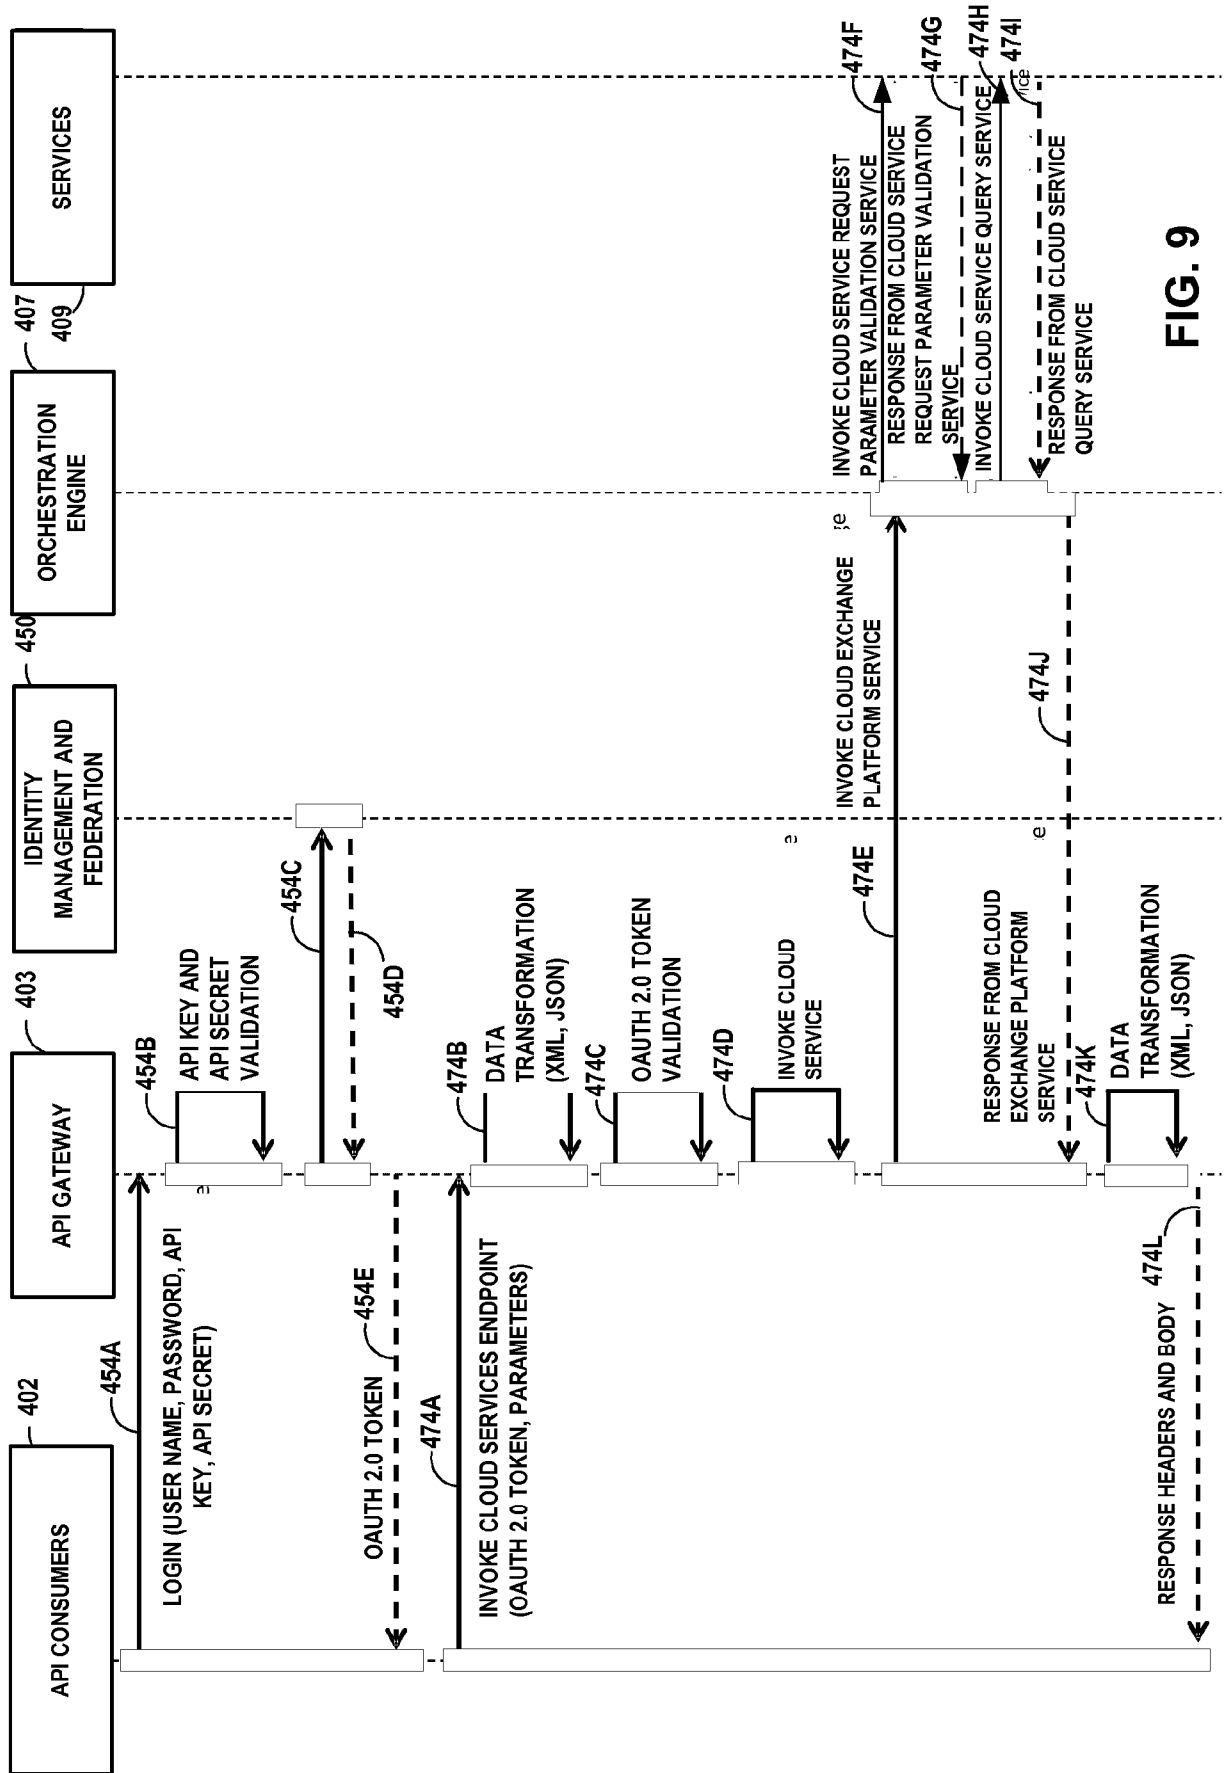 API CONSUMERS
402
API GATEWAY
403
IDENTITY
MANAGEMENT AND
FEDERATION
450
ORCHESTRATION
ENGINE
407
SERVICES
409
454A
LOGIN (USER NAME, PASSWORD, API
KEY, API SECRET)
454B
API KEY AND
API SECRET
VALIDATION
454C
454D
454E
OAUTH 2.0 TOKEN
474A
INVOKE CLOUD SERVICES ENDPOINT
(OAUTH 2.0 TOKEN, PARAMETERS)
474B
DATA
TRANSFORMATION
(XML, JSON)
474C
OAUTH 2.0 TOKEN
VALIDATION
474D
INVOKE CLOUD
SERVICE
474E
INVOKE CLOUD EXCHANGE
PLATFORM SERVICE
INVOKE CLOUD SERVICE REQUEST
PARAMETER VALIDATION SERVICE
474F
RESPONSE FROM CLOUD SERVICE
REQUEST PARAMETER VALIDATION
SERVICE
474G
INVOKE CLOUD SERVICE QUERY SERVICE
474H
474I
RESPONSE FROM CLOUD SERVICE
QUERY SERVICE
474J
RESPONSE FROM CLOUD
EXCHANGE PLATFORM
SERVICE
474K
DATA
TRANSFORMATION
(XML, JSON)
474L
RESPONSE HEADERS AND BODY
FIG. 9